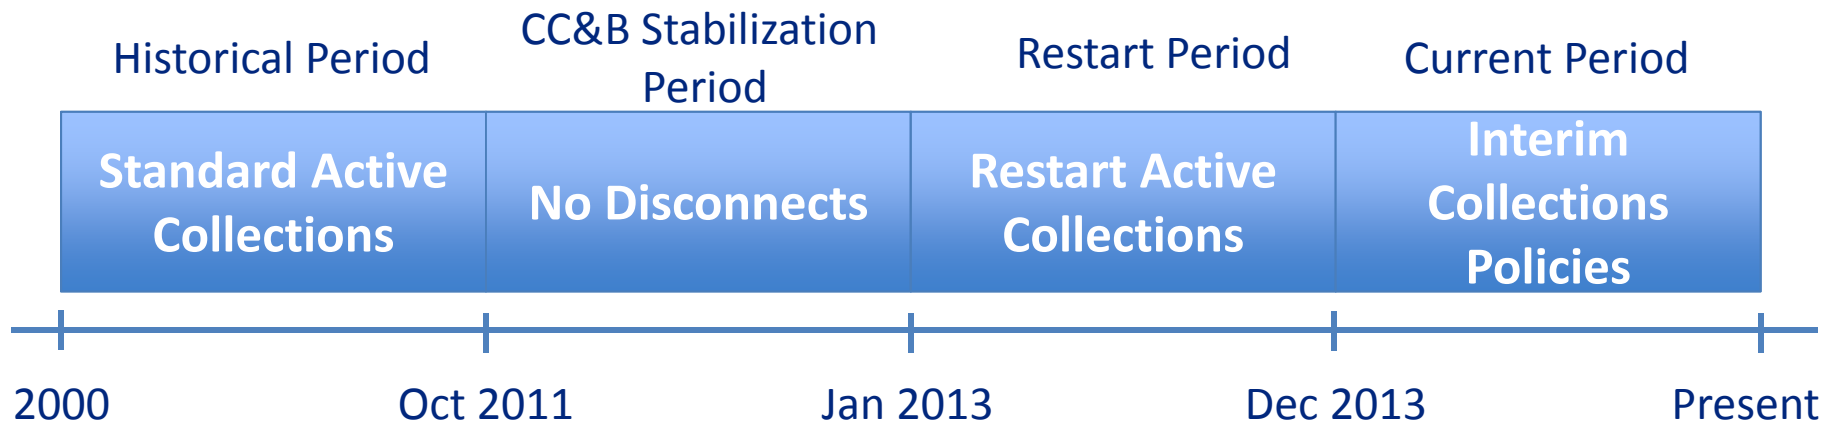 Historical Period
CC&B Stabilization
Period
Restart Period
Current Period
Standard Active
Collections
No Disconnects
Restart Active
Collections
Interim
Collections
Policies
2000
Oct 2011
Jan 2013
Dec 2013
Present